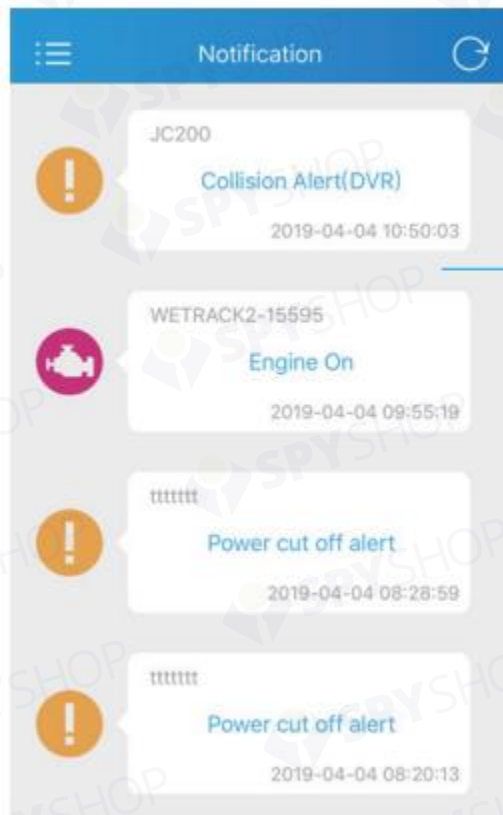 Notification
JC200
Collision Alert(DVR)
2019-04-04 10:50:03
WETRACK2-15595
Engine On
2019-04-04 09:55:19
ttttttt
Power cut off alert
2019-04-04 08:28:59
ttttttt
Power cut off alert
2019-04-04 08:20:13
SPYSHOP